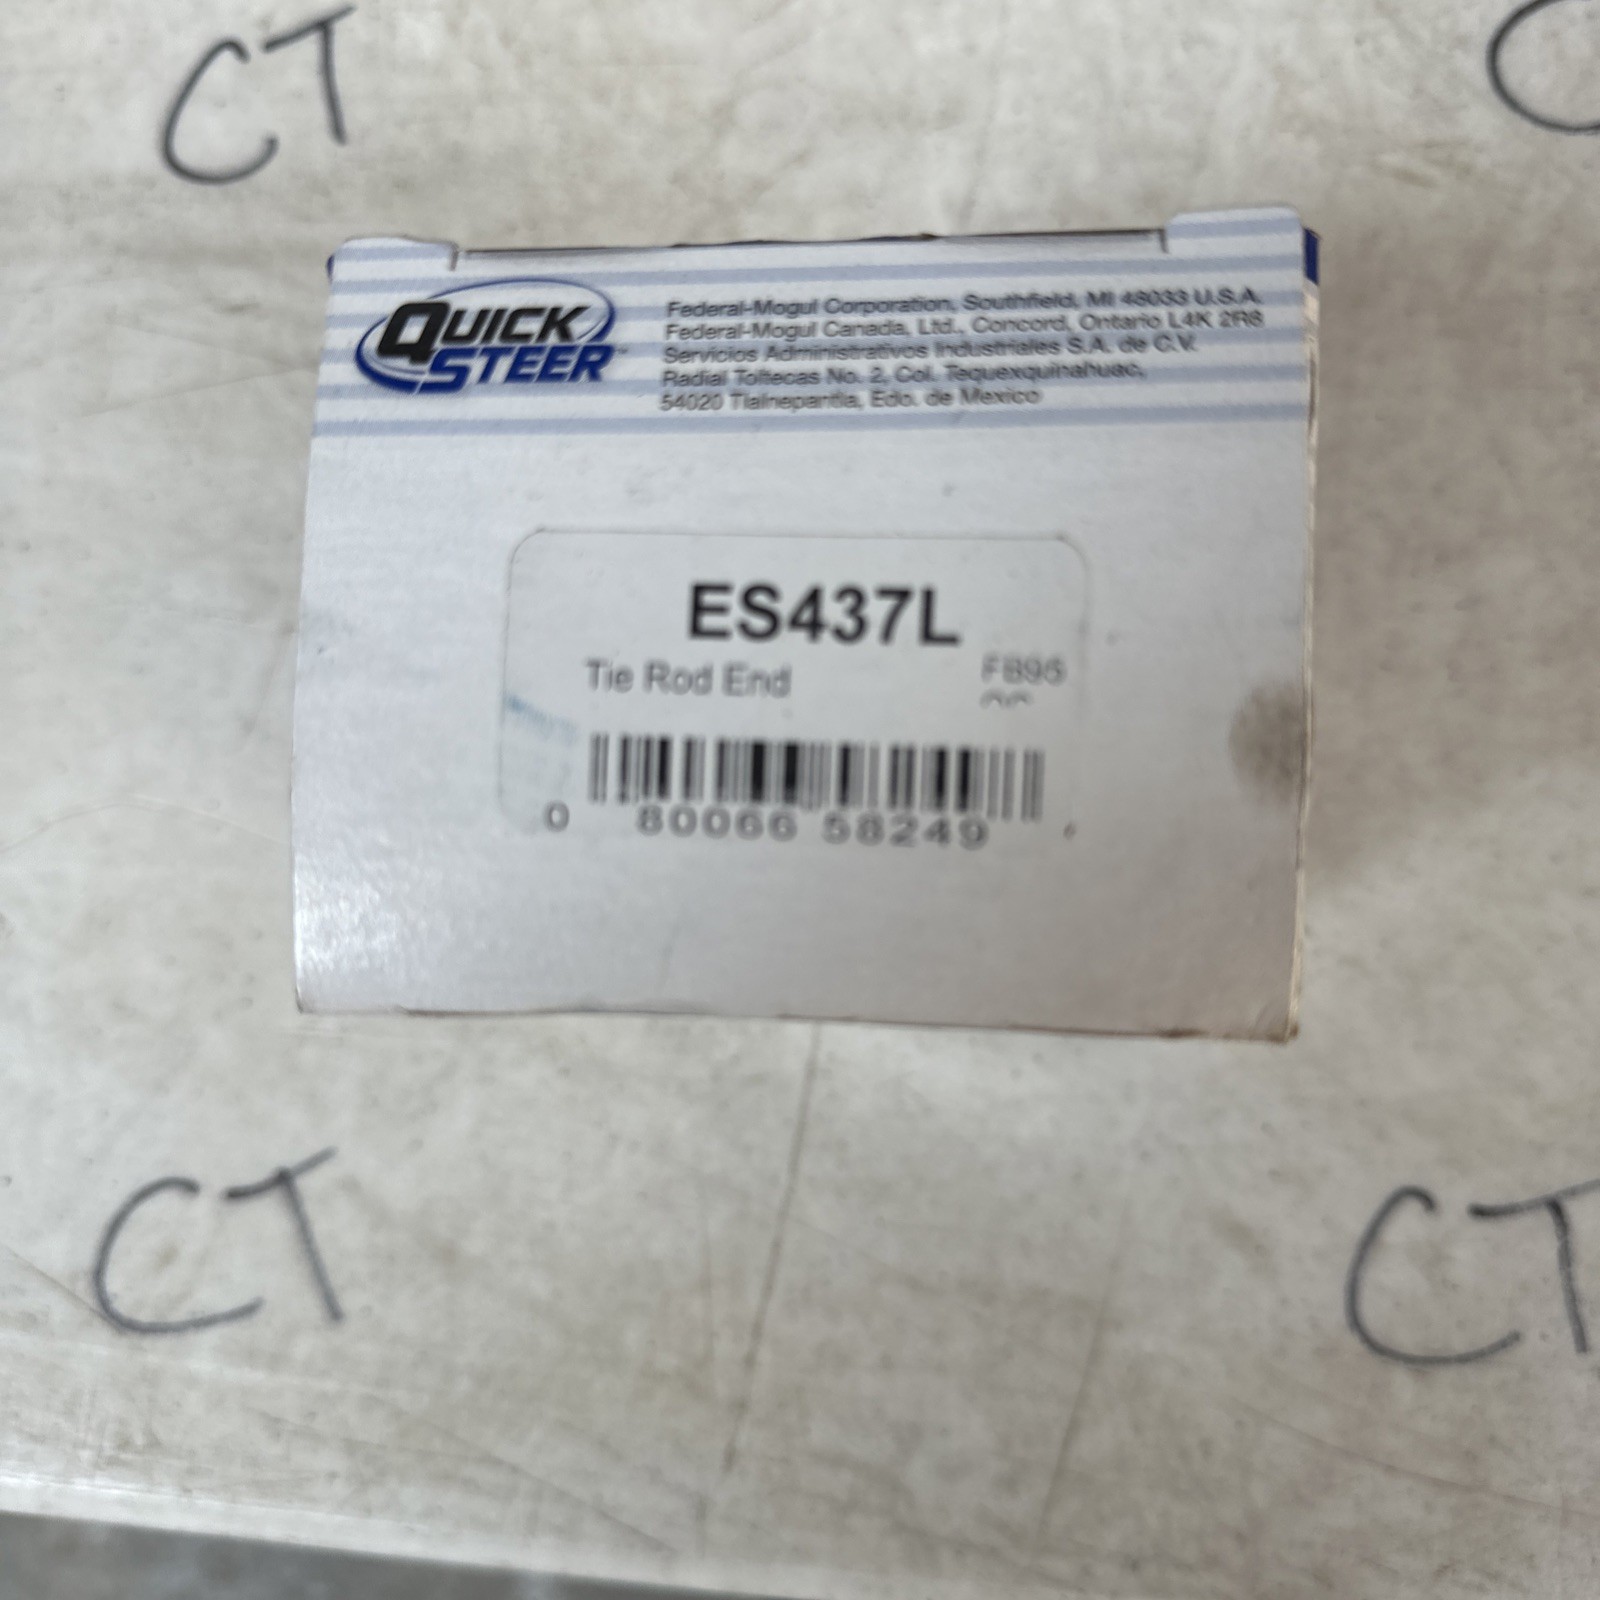 CT
C
QUICK
STEER
Federal-Mogul Corporation, Southfield, MI 48033 U.S.A.
Federal-Mogul Canada, Ltd., Concord, Ontario L4K 2R8
Servicios Administrativos Industriales S.A. de C.V.
Radial Toltecas No. 2, Col. Tequexquinahuac,
54020 Tlalnepantla, Edo. de Mexico
ES437L
Tie Rod End
FB95
0 80066 58249
CT
CT